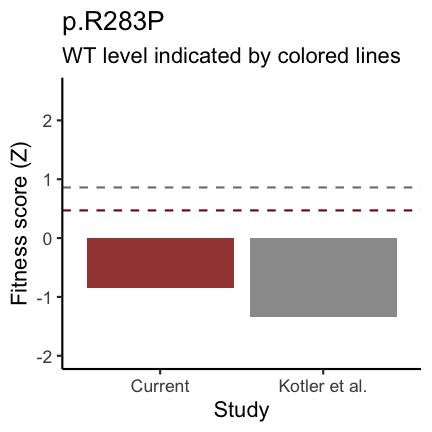 p.R283P
WT level indicated by colored lines
Fitness score (Z)
2
1
0
-1
-2
Current
Kotler et al.
Study